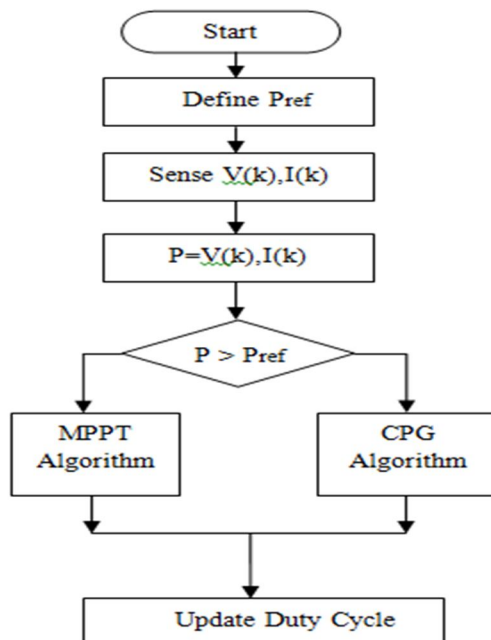 Start
Define Pref
Sense V(k),I(k)
P=V(k),I(k)
P > Pref
MPPT
Algorithm
CPG
Algorithm
Update Duty Cycle